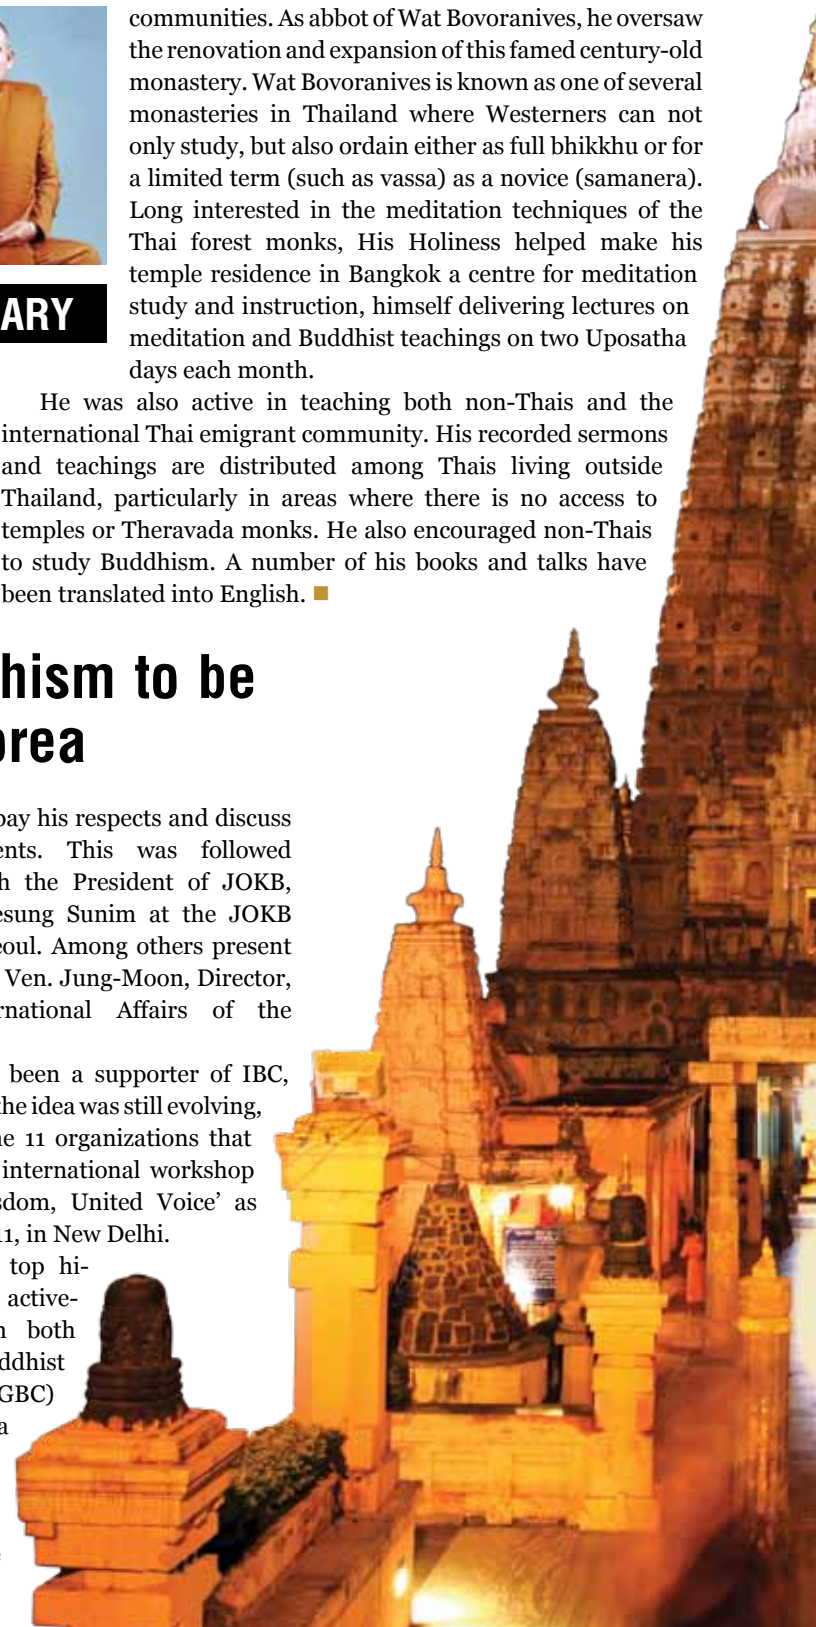 communities. As abbot of Wat Bovoranives, he oversaw
the renovation and expansion of this famed century-old
monastery. Wat Bovoranives is known as one of several
monasteries in Thailand where Westerners can not
only study, but also ordain either as full bhikkhu or for
a limited term (such as vassa) as a novice (samanera).
Long interested in the meditation techniques of the
Thai forest monks, His Holiness helped make his
temple residence in Bangkok a centre for meditation
study and instruction, himself delivering lectures on
meditation and Buddhist teachings on two Uposatha
days each month.
ARY
He was also active in teaching both non-Thais and the
international Thai emigrant community. His recorded sermons
and teachings are distributed among Thais living outside
Thailand, particularly in areas where there is no access to
temples or Theravada monks. He also encouraged non-Thais
to study Buddhism. A number of his books and talks have
been translated into English. ■
hism to be
orea
pay his respects and discuss
ents. This was followed
h the President of JOKB,
esung Sunim at the JOKB
eoul. Among others present
Ven. Jung-Moon, Director,
rnational Affairs of the
been a supporter of IBC,
the idea was still evolving,
ne 11 organizations that
international workshop
sdom, United Voice’ as
11, in New Delhi.
top hi-
active-
n both
ddhist
GBC)
a